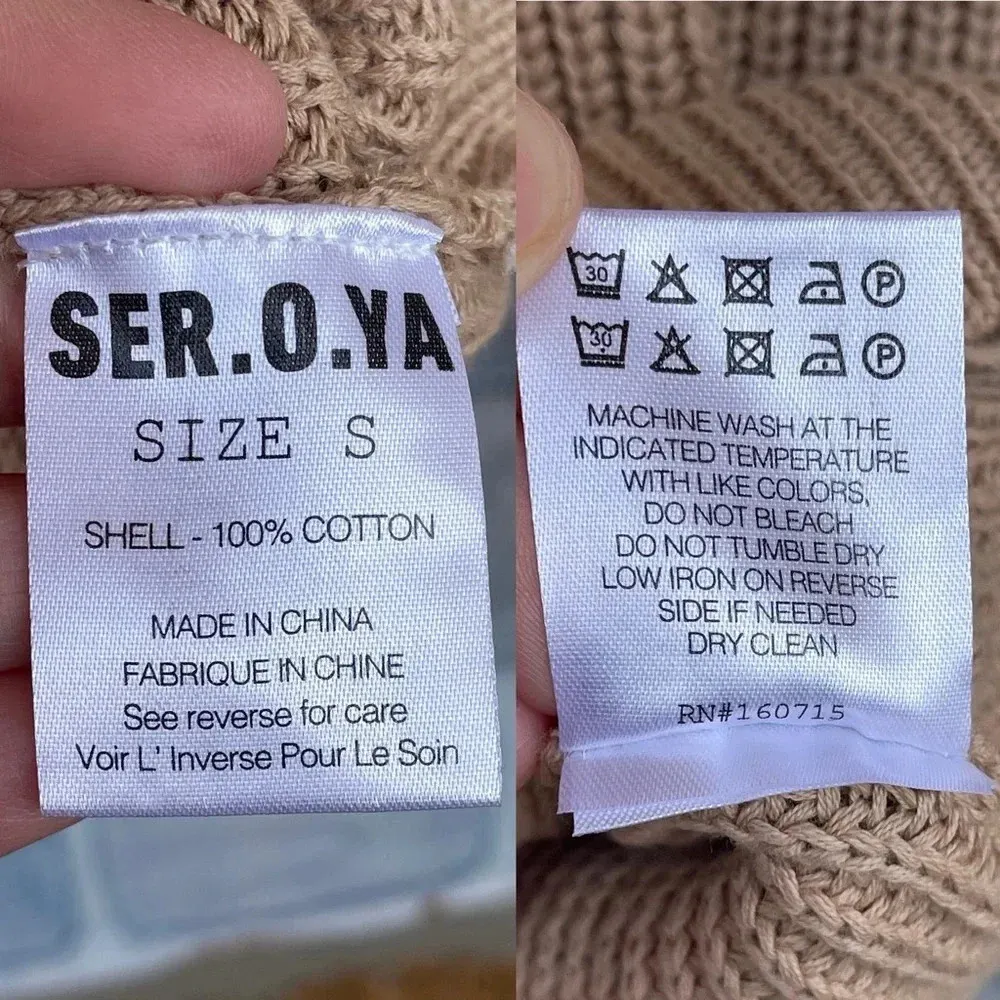 SER.O.YA
SIZE S
SHELL - 100% COTTON
MADE IN CHINA
FABRIQUE IN CHINE
See reverse for care
Voir L' Inverse Pour Le Soin
30 P
30 P
MACHINE WASH AT THE
INDICATED TEMPERATURE
WITH LIKE COLORS,
DO NOT BLEACH
DO NOT TUMBLE DRY
LOW IRON ON REVERSE
SIDE IF NEEDED
DRY CLEAN
RN#160715